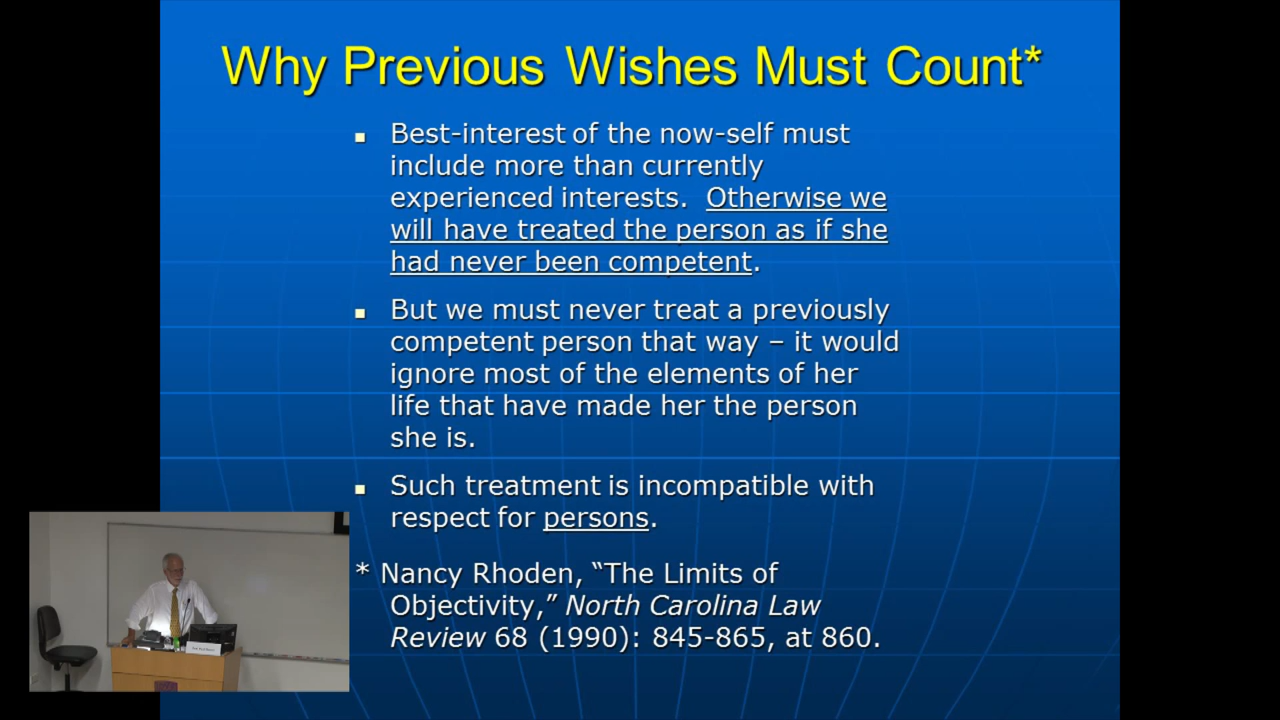 Why Previous Wishes Must Count*
Best-interest of the now-self must
include more than currently
experienced interests. Otherwise we
will have treated the person as if she
had never been competent.
But we must never treat a previously
competent person that way – it would
ignore most of the elements of her
life that have made her the person
she is.
Such treatment is incompatible with
respect for persons.
* Nancy Rhoden, “The Limits of
Objectivity,” North Carolina Law
Review 68 (1990): 845-865, at 860.